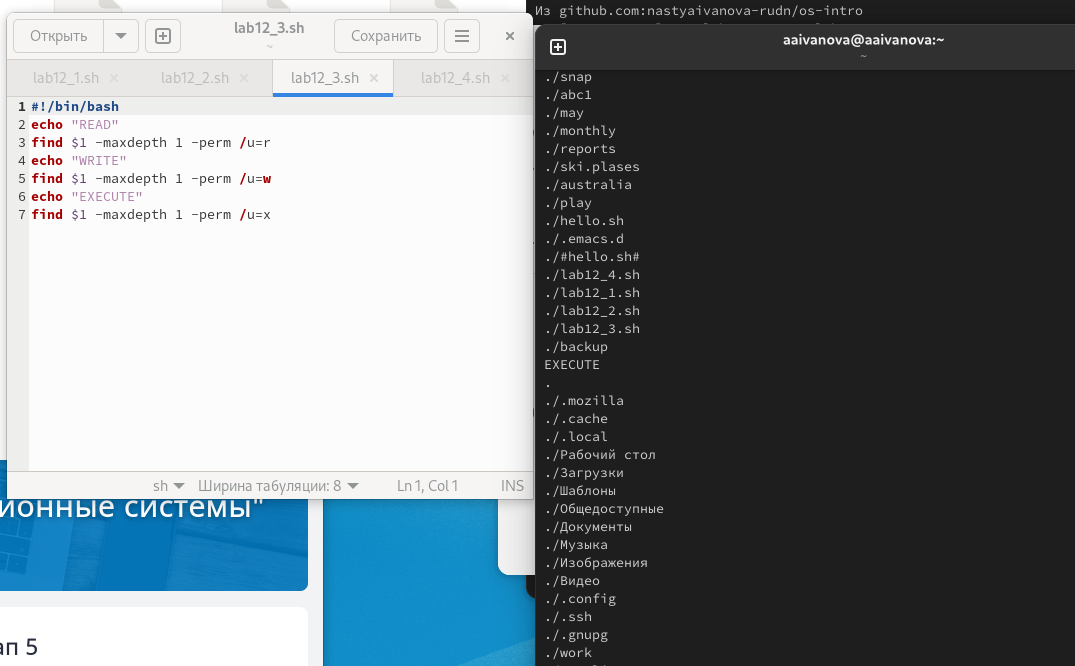 Из github.com:nastyaivanova-rudn/os-intro
Открыть
lab12_3.sh
~
Сохранить
lab12_1.sh
lab12_2.sh
lab12_3.sh
lab12_4.sh
1 #!/bin/bash
2 echo "READ"
3 find $1 -maxdepth 1 -perm /u=r
4 echo "WRITE"
5 find $1 -maxdepth 1 -perm /u=w
6 echo "EXECUTE"
7 find $1 -maxdepth 1 -perm /u=x
sh
Ширина табуляции: 8
Ln 1, Col 1
INS
ионные системы"
ап 5
aaivanova@aaivanova:~
~
./snap
./abc1
./may
./monthly
./reports
./ski.plases
./australia
./play
./hello.sh
./.emacs.d
./#hello.sh#
./lab12_4.sh
./lab12_1.sh
./lab12_2.sh
./lab12_3.sh
./backup
EXECUTE
.
./.mozilla
./.cache
./.local
./Рабочий стол
./Загрузки
./Шаблоны
./Общедоступные
./Документы
./Музыка
./Изображения
./Видео
./.config
./.ssh
./.gnupg
./work